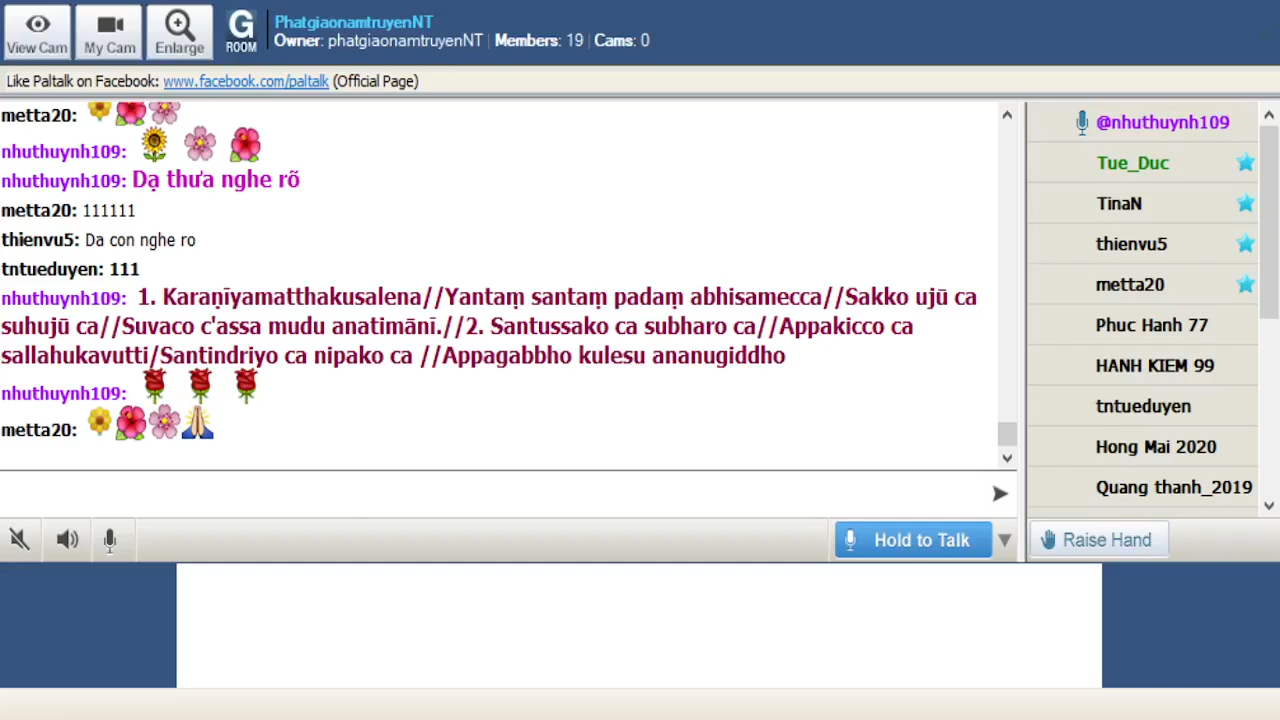 View Cam
My Cam
Enlarge
G
ROOM
PhatgiaonamtruyenNT
Owner: phatgiaonamtruyenNT | Members: 19 | Cams: 0
Like Paltalk on Facebook: www.facebook.com/paltalk (Official Page)
metta20:
nhuthuynh109:
nhuthuynh109: Dạ thưa nghe rõ
metta20: 111111
thienvu5: Da con nghe ro
tntueduyen: 111
nhuthuynh109: 1. Karaṇīyamatthakusalena//Yantaṃ santaṃ padaṃ abhisamecca//Sakko ujū ca
suhujū ca//Suvaco c'assa mudu anatimānī.//2. Santussako ca subharo ca//Appakicco ca
sallahukavutti/Santindriyo ca nipako ca //Appagabbho kulesu ananugiddho
nhuthuynh109:
metta20:
@nhuthuynh109
Tue_Duc
TinaN
thienvu5
metta20
Phuc Hanh 77
HANH KIEM 99
tntueduyen
Hong Mai 2020
Quang thanh_2019
Hold to Talk
Raise Hand